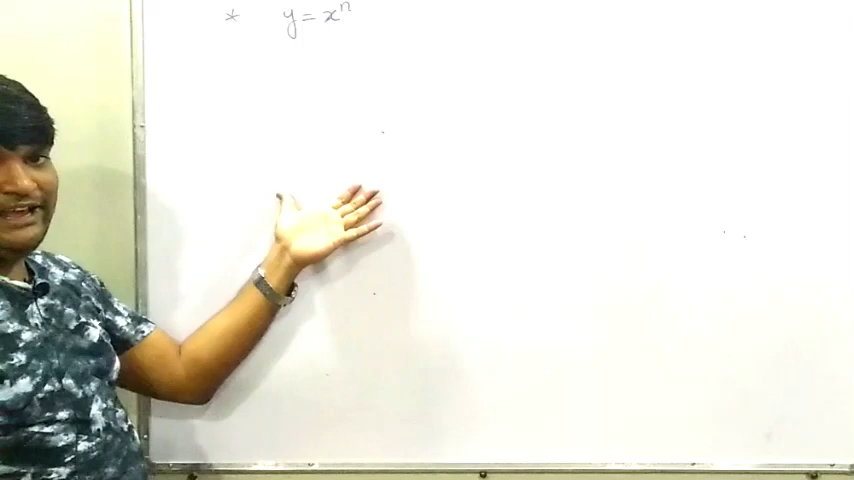 * y = xⁿ